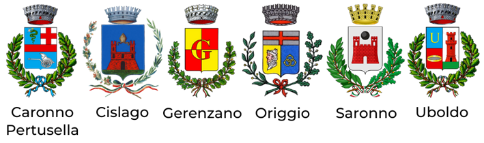 G
U
Caronno
Pertusella
Cislago
Gerenzano
Origgio
Saronno
Uboldo